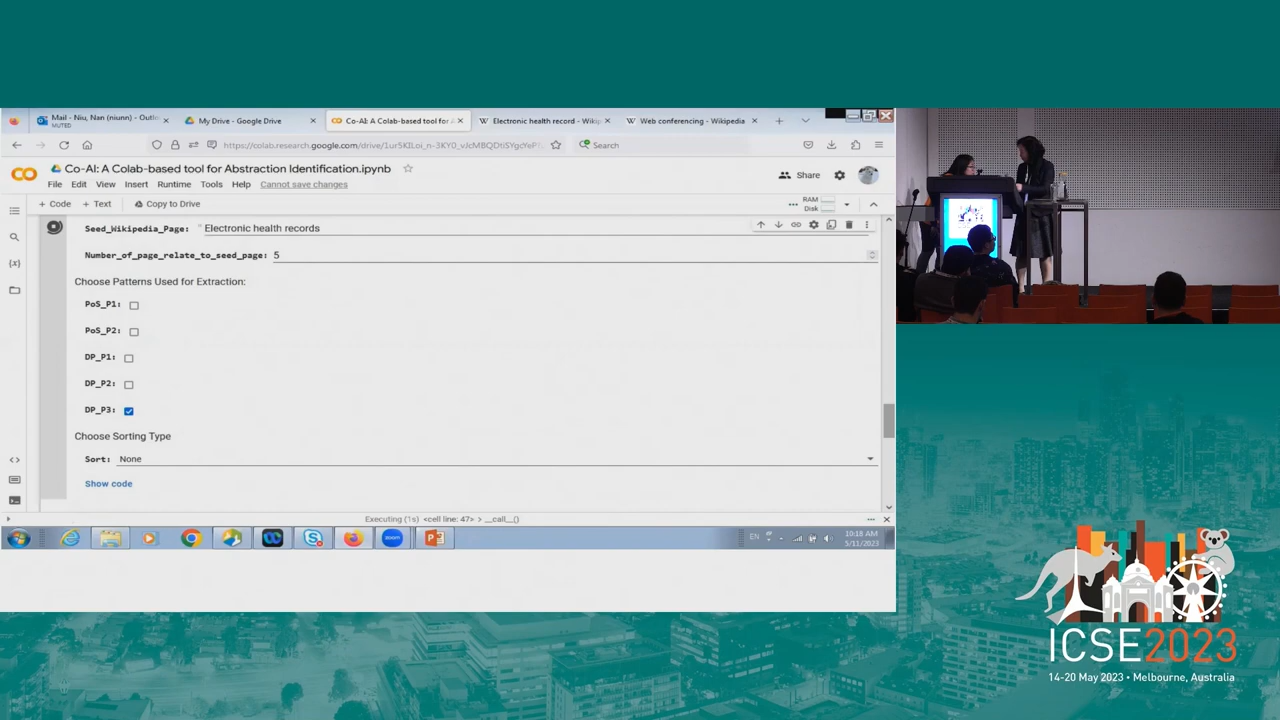 Mail - Niu, Nan (niunn) - Outlo
MUTED
My Drive - Google Drive
Co-AI: A Colab-based tool for A
Electronic health record - Wikip
Web conferencing - Wikipedia
Search
Co-AI: A Colab-based tool for Abstraction Identification.ipynb
File Edit View Insert Runtime Tools Help Cannot save changes
Share
+ Code + Text Copy to Drive
RAM
Disk
Seed_Wikipedia_Page: Electronic health records
Number_of_page_relate_to_seed_page: 5
Choose Patterns Used for Extraction:
PoS_P1:
PoS_P2:
DP_P1:
DP_P2:
DP_P3:
Choose Sorting Type
Sort: None
Show code
Executing (1s) <cell line: 47> > __call__()
zoom
EN
10:18 AM
5/11/2023
ICSE2023
14-20 May 2023 • Melbourne, Australia